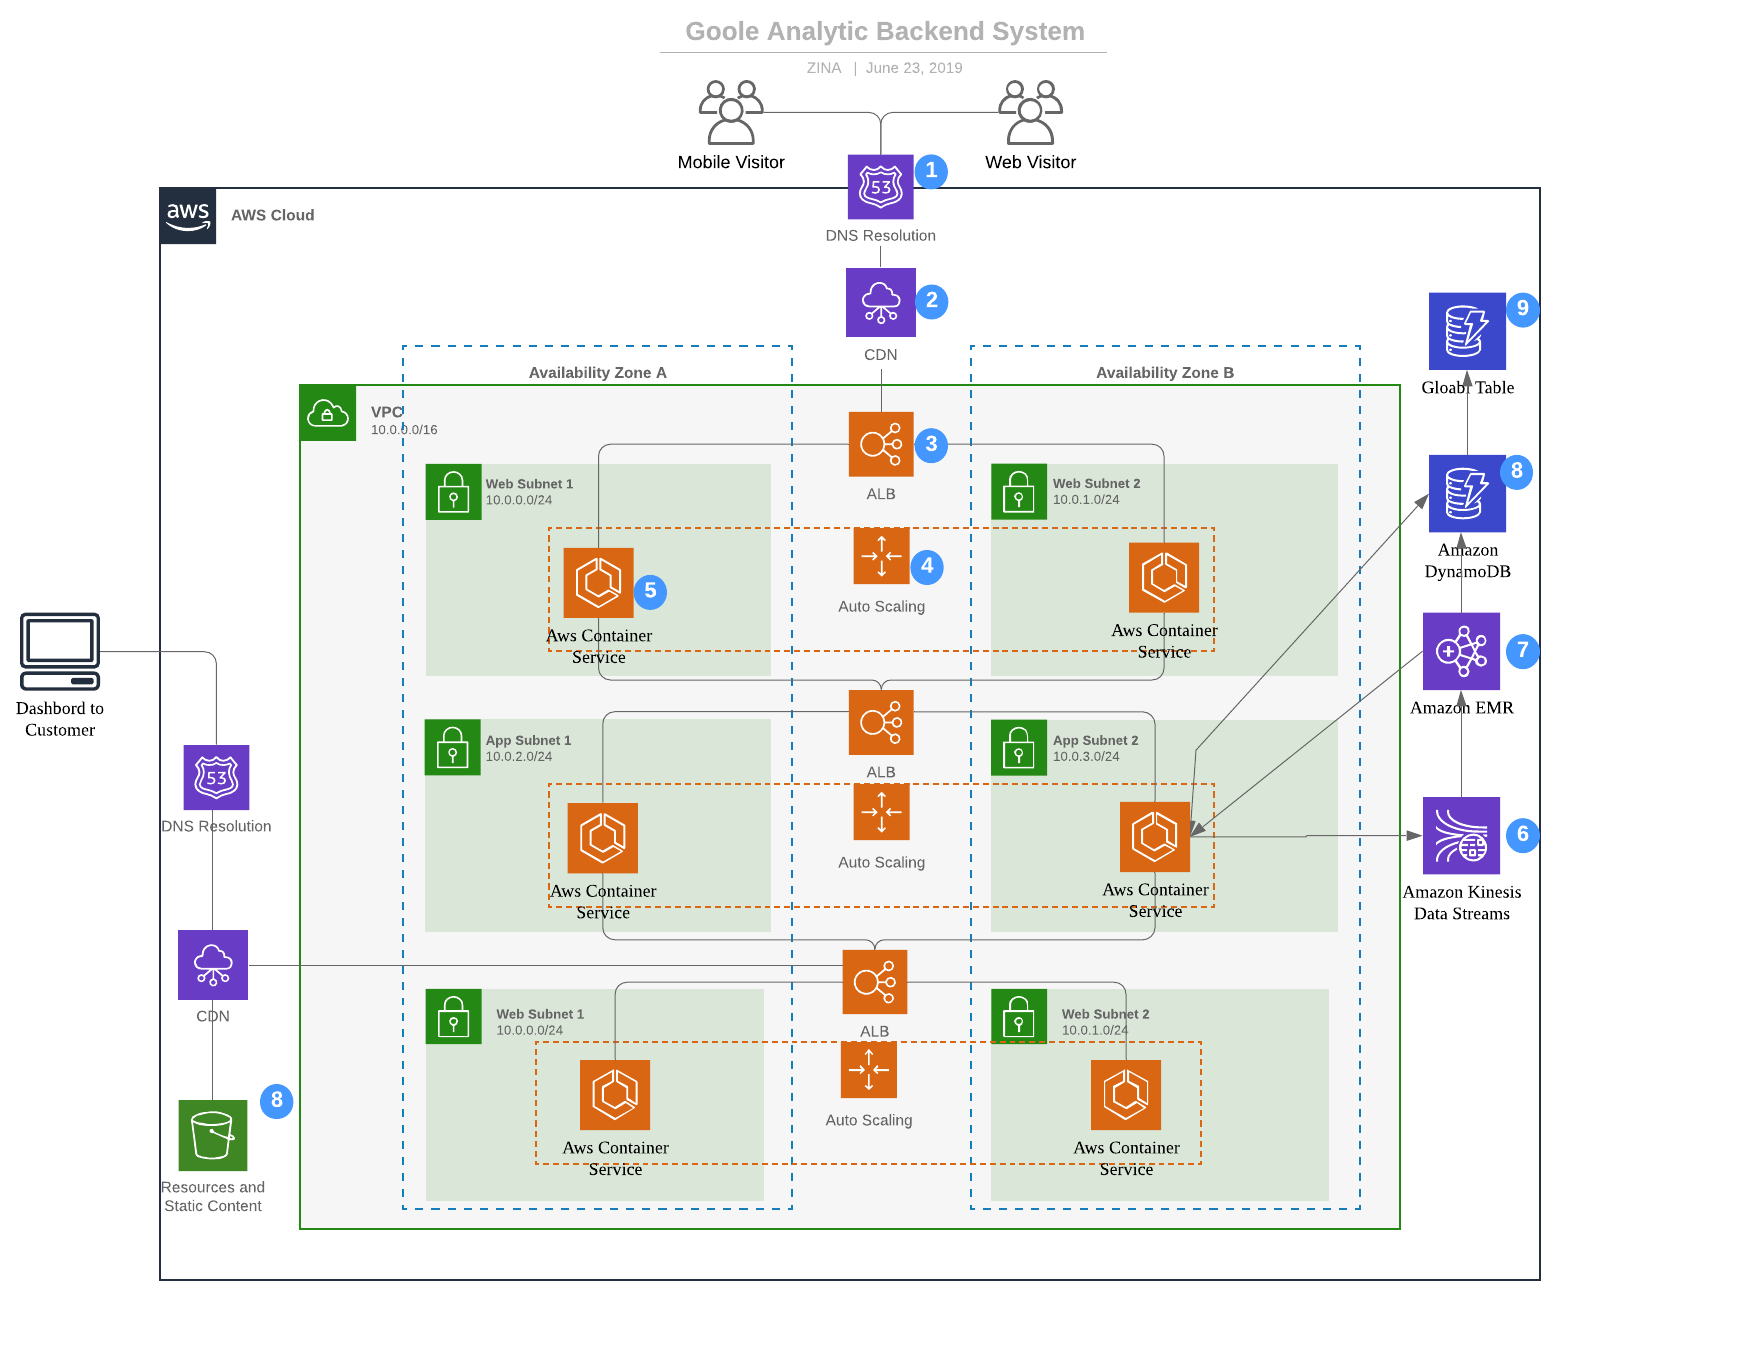 Goole Analytic Backend System
ZINA | June 23, 2019
Mobile Visitor
Web Visitor
53
1
aws
AWS Cloud
DNS Resolution
2
CDN
9
Gloabl Table
Availability Zone A
Availability Zone B
VPC
10.0.0.0/16
3
ALB
Web Subnet 1
10.0.0.0/24
Web Subnet 2
10.0.1.0/24
8
Amazon
DynamoDB
4
Auto Scaling
5
Aws Container
Service
Aws Container
Service
7
Amazon EMR
Dashbord to
Customer
53
DNS Resolution
App Subnet 1
10.0.2.0/24
ALB
App Subnet 2
10.0.3.0/24
Auto Scaling
Aws Container
Service
Aws Container
Service
6
Amazon Kinesis
Data Streams
CDN
ALB
Web Subnet 1
10.0.0.0/24
Web Subnet 2
10.0.1.0/24
Auto Scaling
Aws Container
Service
Aws Container
Service
8
Resources and
Static Content